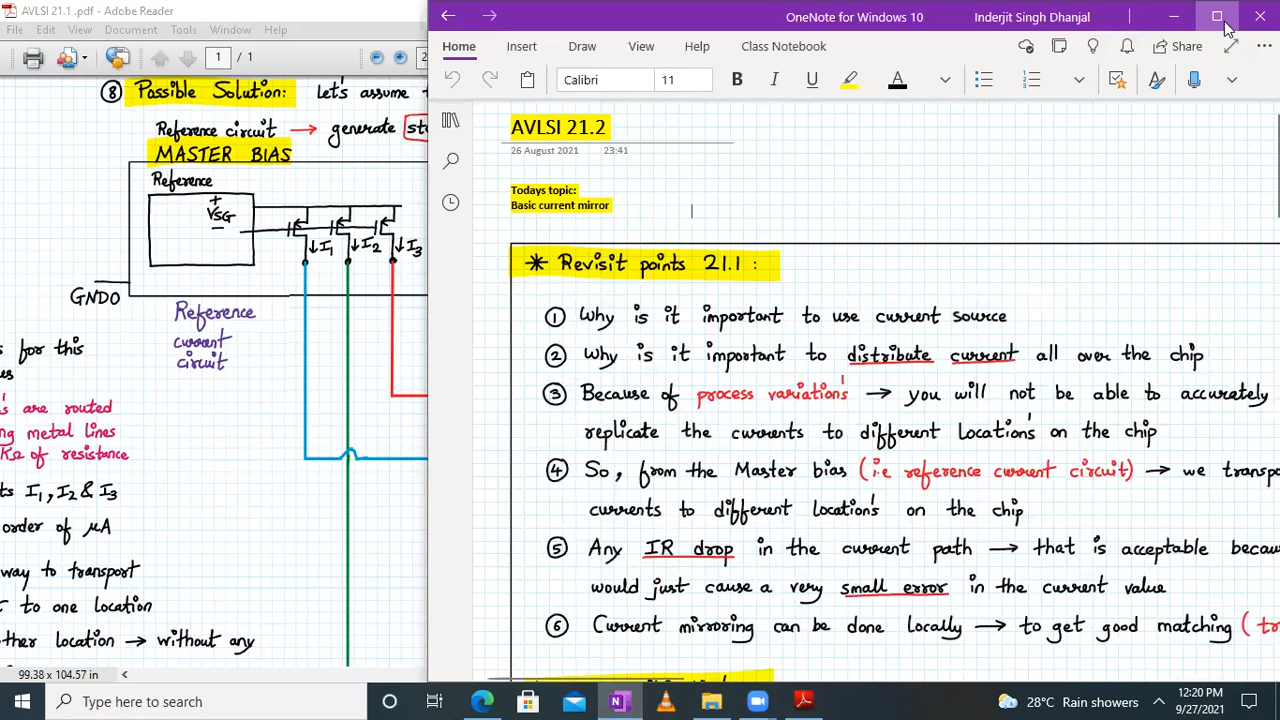 AVLSI 21.1 .pdf - Adobe Reader
File Edit View Document Tools Window Help
1 / 1
8 Possible Solution: Let's assume
Reference circuit → generate
MASTER BIAS
Reference
+
VSG
−
↓I1 ↓I2 ↓I3
GNDO
Reference
current
circuit
s for this
's are routed
metal lines
KΩ of resistance
I1, I2 & I3
order of μA
way to transport
to one location
other location → without any
99.38 x 104.57 in
OneNote for Windows 10 Inderjit Singh Dhanjal
Home Insert Draw View Help Class Notebook Share
Calibri 11 B I U A
AVLSI 21.2
26 August 2021 23:41
Todays topic:
Basic current mirror
* Revisit points 21.1 :
1 Why is it important to use current source
2 Why is it important to distribute current all over the chip
3 Because of process variation's → you will not be able to accurately
replicate the currents to different location's on the chip
4 So, from the Master bias (i.e reference current circuit) → we
currents to different location's on the chip
5 Any IR drop in the current path → that is acceptable
would just cause a very small error in the current value
6 Current mirroring can be done locally → to get good matching
Type here to search
28°C Rain showers
12:20 PM
9/27/2021